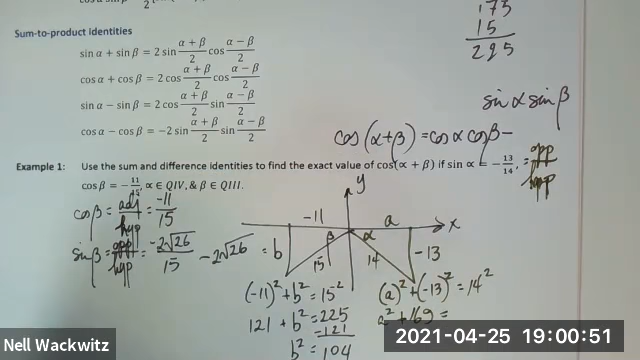 Sum-to-product identities
sin α + sin β = 2 sin (α + β)/2 cos (α − β)/2
cos α + cos β = 2 cos (α + β)/2 cos (α − β)/2
sin α − sin β = 2 cos (α + β)/2 sin (α − β)/2
cos α − cos β = −2 sin (α + β)/2 sin (α − β)/2
175
15
225
sin α sin β
cos(α+β) = cos α cos β −
Example 1: Use the sum and difference identities to find the exact value of cos(α + β) if sin α = −13/14, = opp/hyp
cos β = −11/15, α ∈ QIV, & β ∈ QIII.
cos β = adj/hyp = −11/15
sin β = opp/hyp = −2√26/15
−2√26 = b
y
x
−11
a
β
α
15
14
−13
(−11)² + b² = 15²
121 + b² = 225
−121
b² = 104
(a)² + (−13)² = 14²
a² + 169 =
Nell Wackwitz
2021-04-25 19:00:51